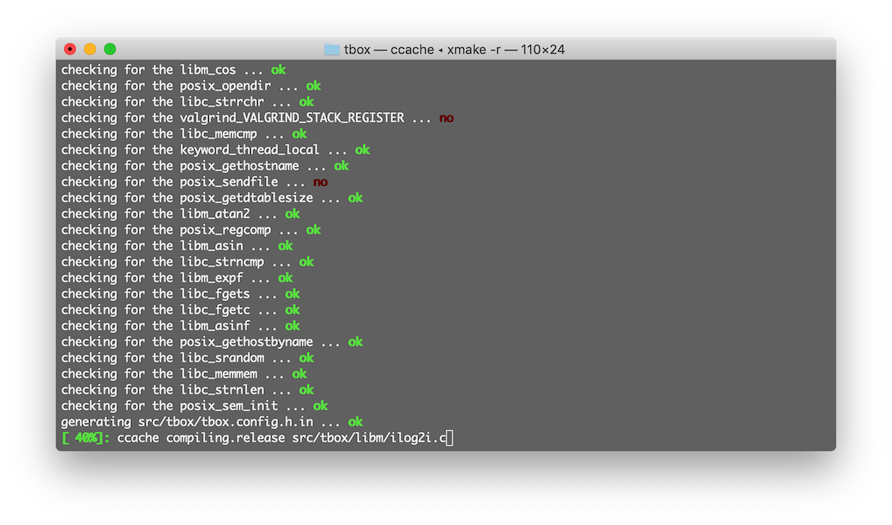 tbox — ccache ◂ xmake -r — 110×24
checking for the libm_cos ... ok
checking for the posix_opendir ... ok
checking for the libc_strrchr ... ok
checking for the valgrind_VALGRIND_STACK_REGISTER ... no
checking for the libc_memcmp ... ok
checking for the keyword_thread_local ... ok
checking for the posix_gethostname ... ok
checking for the posix_sendfile ... no
checking for the posix_getdtablesize ... ok
checking for the libm_atan2 ... ok
checking for the posix_regcomp ... ok
checking for the libm_asin ... ok
checking for the libc_strncmp ... ok
checking for the libm_expf ... ok
checking for the libc_fgets ... ok
checking for the libc_fgetc ... ok
checking for the libm_asinf ... ok
checking for the posix_gethostbyname ... ok
checking for the libc_srandom ... ok
checking for the libc_memmem ... ok
checking for the libc_strnlen ... ok
checking for the posix_sem_init ... ok
generating src/tbox/tbox.config.h.in ... ok
[ 40%]: ccache compiling.release src/tbox/libm/ilog2i.c